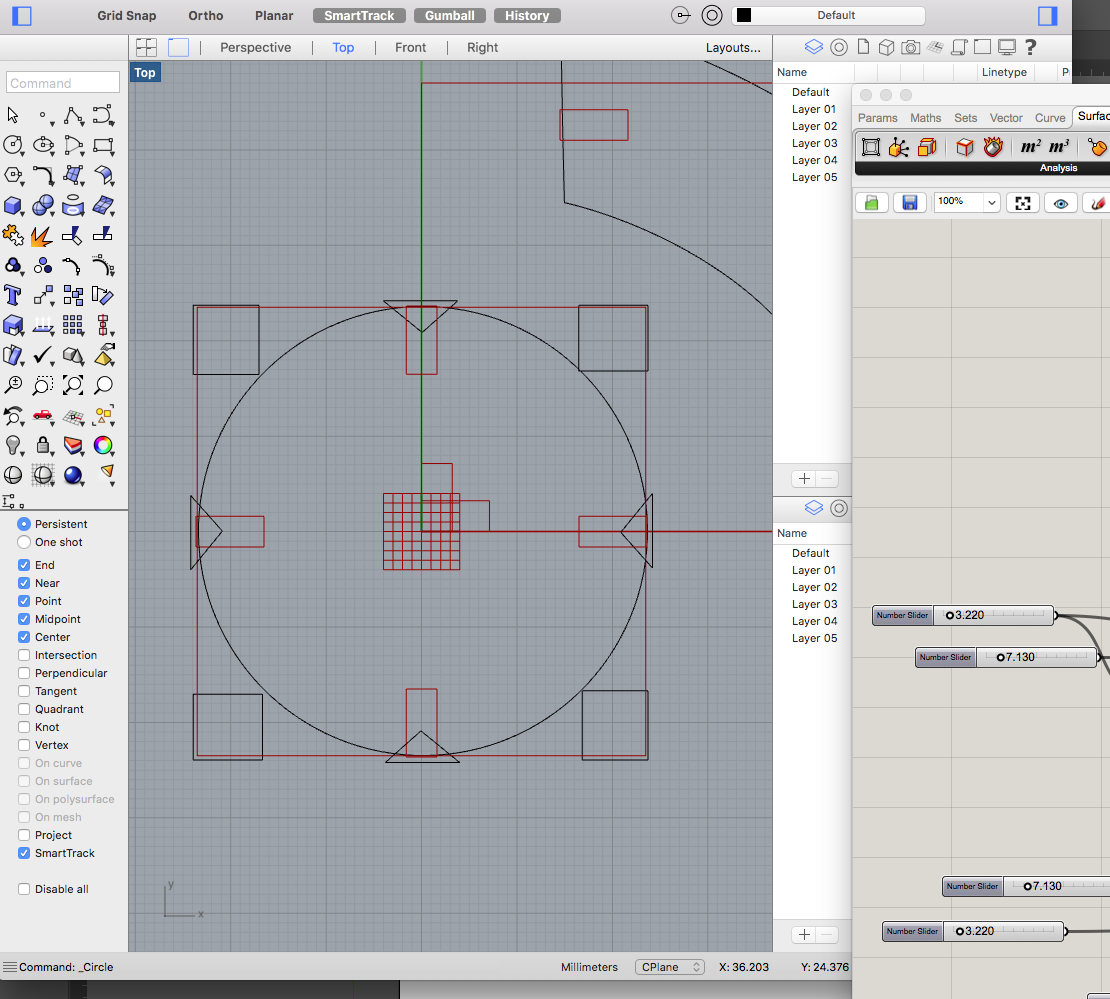 Grid Snap Ortho Planar SmartTrack Gumball History Default
Perspective Top Front Right Layouts...
Command
Top
Name Linetype P
Default
Layer 01
Layer 02
Layer 03
Layer 04
Layer 05
Params Maths Sets Vector Curve Surfac
m² m³
Analysis
100%
Persistent
One shot
End
Near
Point
Midpoint
Center
Intersection
Perpendicular
Tangent
Quadrant
Knot
Vertex
On curve
On surface
On polysurface
On mesh
Project
SmartTrack
Disable all
Name
Default
Layer 01
Layer 02
Layer 03
Layer 04
Layer 05
Number Slider 3.220
Number Slider 7.130
Number Slider 7.130
Number Slider 3.220
y
x
Command: _Circle Millimeters CPlane X: 36.203 Y: 24.376